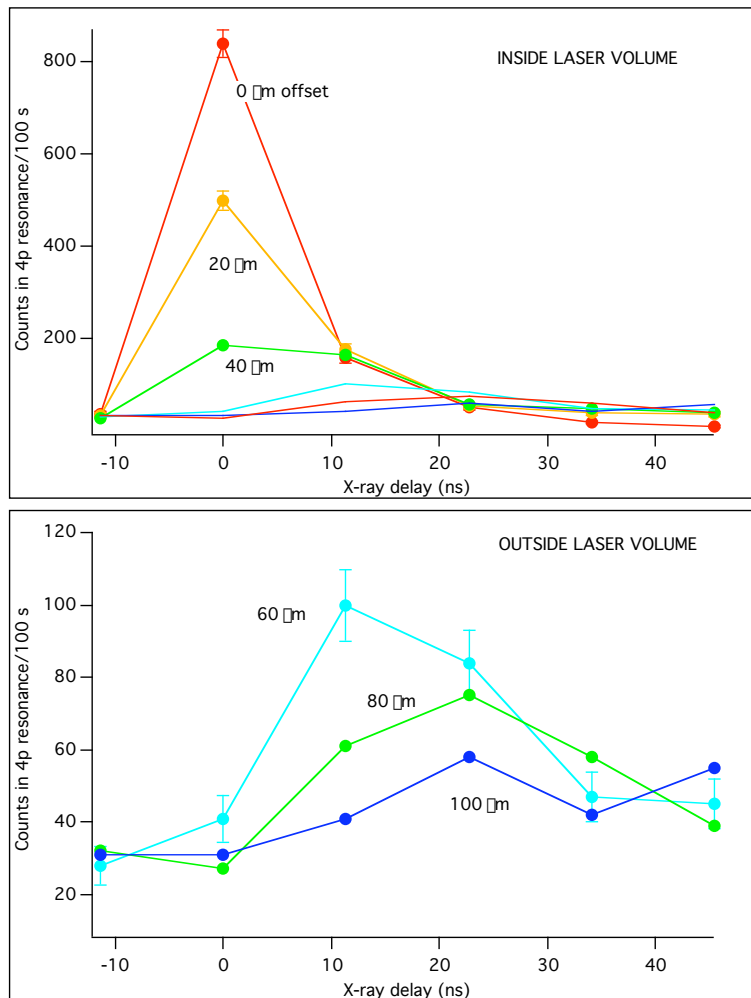 INSIDE LASER VOLUME
Counts in 4p resonance/100 s
800
600
400
200
0 □m offset
20 □m
40 □m
-10 0 10 20 30 40
X-ray delay (ns)
OUTSIDE LASER VOLUME
Counts in 4p resonance/100 s
120
100
80
60
40
20
60 □m
80 □m
100 □m
-10 0 10 20 30 40
X-ray delay (ns)